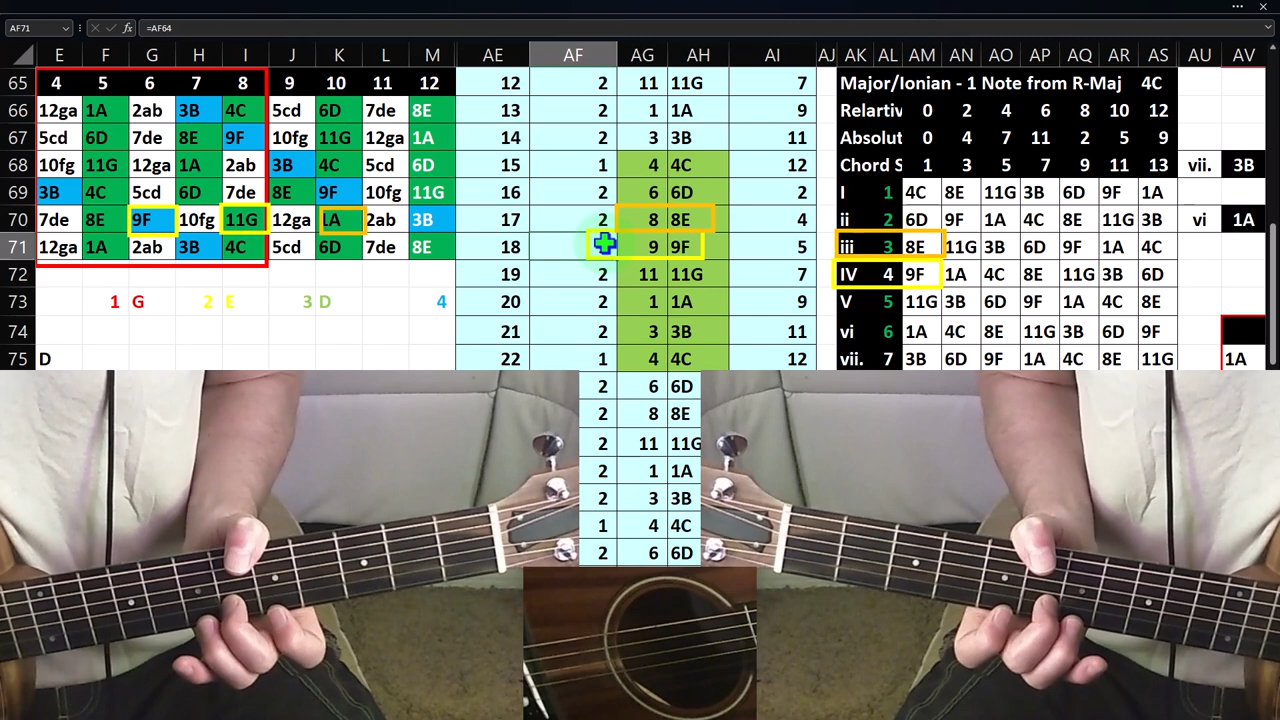 AF71 fx =AF64
E F G H I J K L M AE AF AG AH AI AJ AK AL AM AN AO AP AQ AR AS AU AV
65 4 5 6 7 8 9 10 11 12 12 2 11 11G 7 Major/Ionian - 1 Note from R-Maj 4C
66 12ga 1A 2ab 3B 4C 5cd 6D 7de 8E 13 2 1 1A 9 Relartiv 0 2 4 6 8 10 12
67 5cd 6D 7de 8E 9F 10fg 11G 12ga 1A 14 2 3 3B 11 Absolut 0 4 7 11 2 5 9
68 10fg 11G 12ga 1A 2ab 3B 4C 5cd 6D 15 1 4 4C 12 Chord S 1 3 5 7 9 11 13 vii. 3B
69 3B 4C 5cd 6D 7de 8E 9F 10fg 11G 16 2 6 6D 2 I 1 4C 8E 11G 3B 6D 9F 1A
70 7de 8E 9F 10fg 11G 12ga 1A 2ab 3B 17 2 8 8E 4 ii 2 6D 9F 1A 4C 8E 11G 3B vi 1A
71 12ga 1A 2ab 3B 4C 5cd 6D 7de 8E 18 9 9F 5 iii 3 8E 11G 3B 6D 9F 1A 4C
72 19 2 11 11G 7 IV 4 9F 1A 4C 8E 11G 3B 6D
73 1 G 2 E 3 D 4 20 2 1 1A 9 V 5 11G 3B 6D 9F 1A 4C 8E
74 21 2 3 3B 11 vi 6 1A 4C 8E 11G 3B 6D 9F
75 D 22 1 4 4C 12 vii. 7 3B 6D 9F 1A 4C 8E 11G 1A
2 6 6D
2 8 8E
2 11 11G
2 1 1A
2 3 3B
1 4 4C
2 6 6D